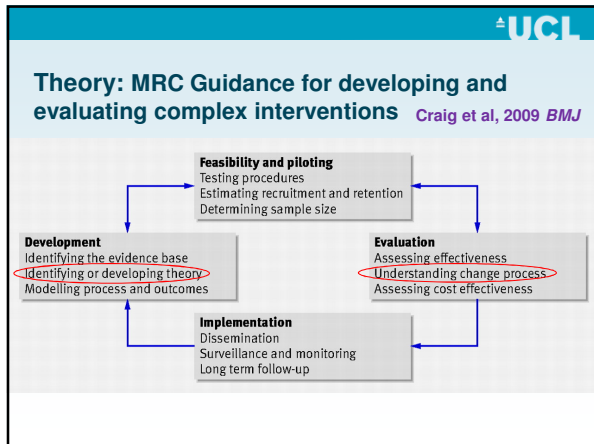 UCL
Theory: MRC Guidance for developing and
evaluating complex interventions Craig et al, 2009 BMJ
Feasibility and piloting
Testing procedures
Estimating recruitment and retention
Determining sample size
Development
Identifying the evidence base
Identifying or developing theory
Modelling process and outcomes
Evaluation
Assessing effectiveness
Understanding change process
Assessing cost effectiveness
Implementation
Dissemination
Surveillance and monitoring
Long term follow-up